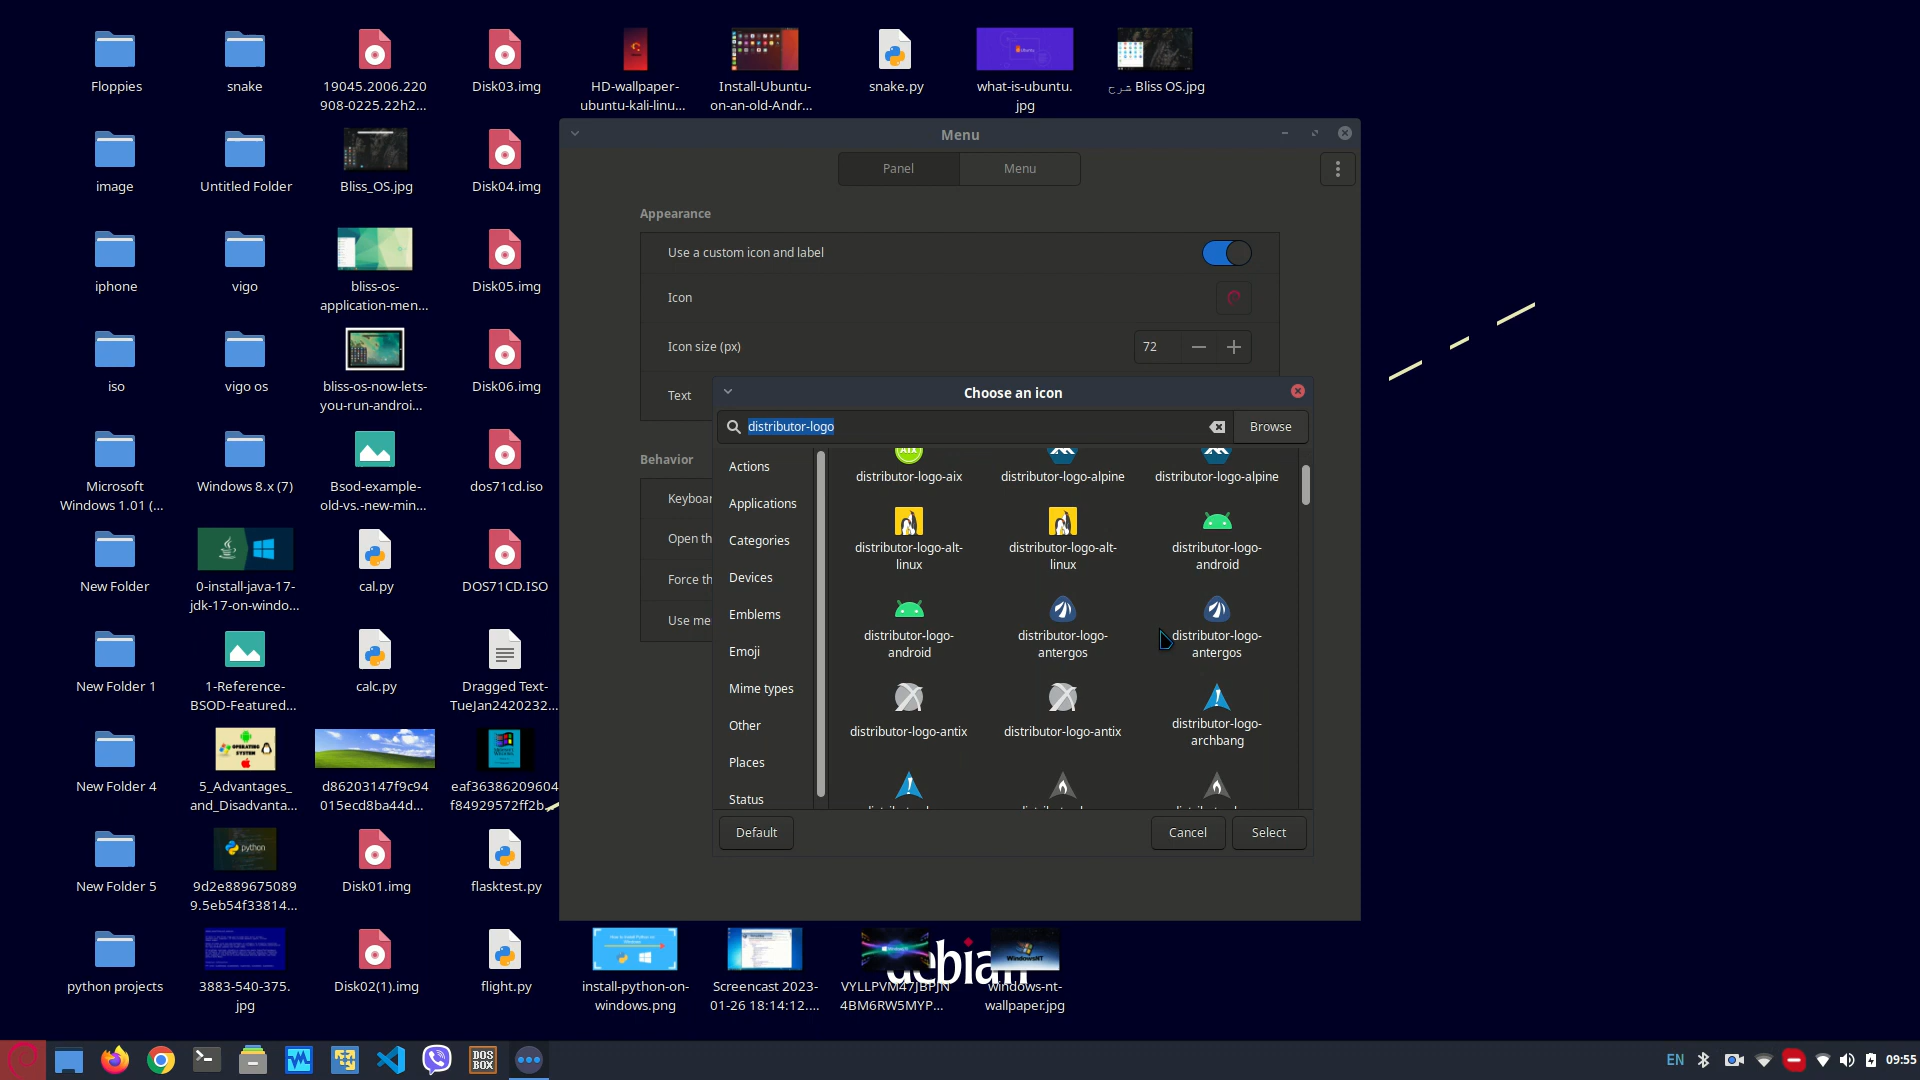 Floppies
snake
19045.2006.220
908-0225.22h2...
Disk03.img
HD-wallpaper-
ubuntu-kali-linu...
Install-Ubuntu-
on-an-old-Andr...
snake.py
what-is-ubuntu.
jpg
شرح Bliss OS.jpg
image
Untitled Folder
Bliss_OS.jpg
Disk04.img
iphone
vigo
bliss-os-
application-men...
Disk05.img
iso
vigo os
bliss-os-now-lets-
you-run-androi...
Disk06.img
Microsoft
Windows 1.01 (...
Windows 8.x (7)
Bsod-example-
old-vs.-new-min...
dos71cd.iso
New Folder
0-install-java-17-
jdk-17-on-windo...
cal.py
DOS71CD.ISO
New Folder 1
1-Reference-
BSOD-Featured...
calc.py
Dragged Text-
TueJan2420232...
New Folder 4
5_Advantages_
and_Disadvanta...
d86203147f9c94
015ecd8ba44d...
eaf36386209604
f84929572ff2b...
New Folder 5
python
9d2e889675089
9.5eb54f33814...
Disk01.img
flasktest.py
python projects
3883-540-375.
jpg
Disk02(1).img
flight.py
install-python-on-
windows.png
Screencast 2023-
01-26 18:14:12....
VYLLPVM47JBPJN
4BM6RW5MYP...
windows-nt-
wallpaper.jpg
debian
Menu
Panel
Menu
Appearance
Use a custom icon and label
Icon
Icon size (px)
72
Text
Behavior
Keyboar
Open th
Force th
Use me
Choose an icon
distributor-logo
Browse
Actions
Applications
Categories
Devices
Emblems
Emoji
Mime types
Other
Places
Status
distributor-logo-aix
distributor-logo-alpine
distributor-logo-alpine
distributor-logo-alt-
linux
distributor-logo-alt-
linux
distributor-logo-
android
distributor-logo-
android
distributor-logo-
antergos
distributor-logo-
antergos
distributor-logo-antix
distributor-logo-antix
distributor-logo-
archbang
Default
Cancel
Select
DOS
BOX
EN
09:55